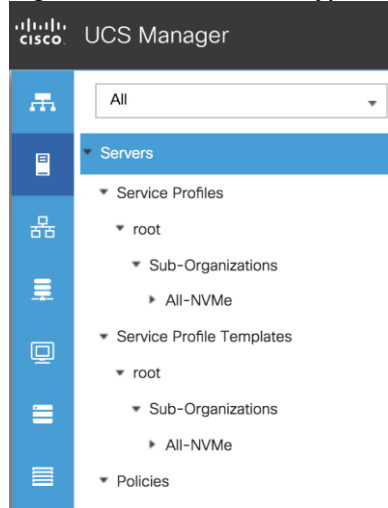 CISCO UCS Manager
All
Servers
Service Profiles
root
Sub-Organizations
All-NVMe
Service Profile Templates
root
Sub-Organizations
All-NVMe
Policies